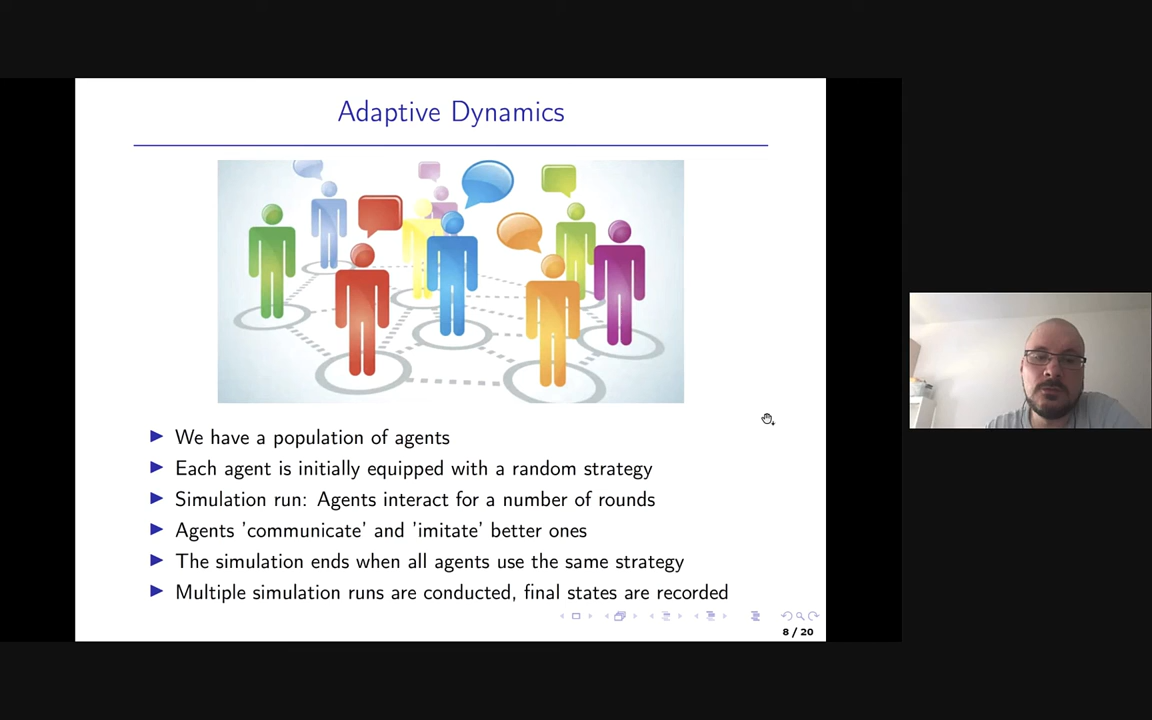 Adaptive Dynamics
We have a population of agents
Each agent is initially equipped with a random strategy
Simulation run: Agents interact for a number of rounds
Agents 'communicate' and 'imitate' better ones
The simulation ends when all agents use the same strategy
Multiple simulation runs are conducted, final states are recorded
8 / 20